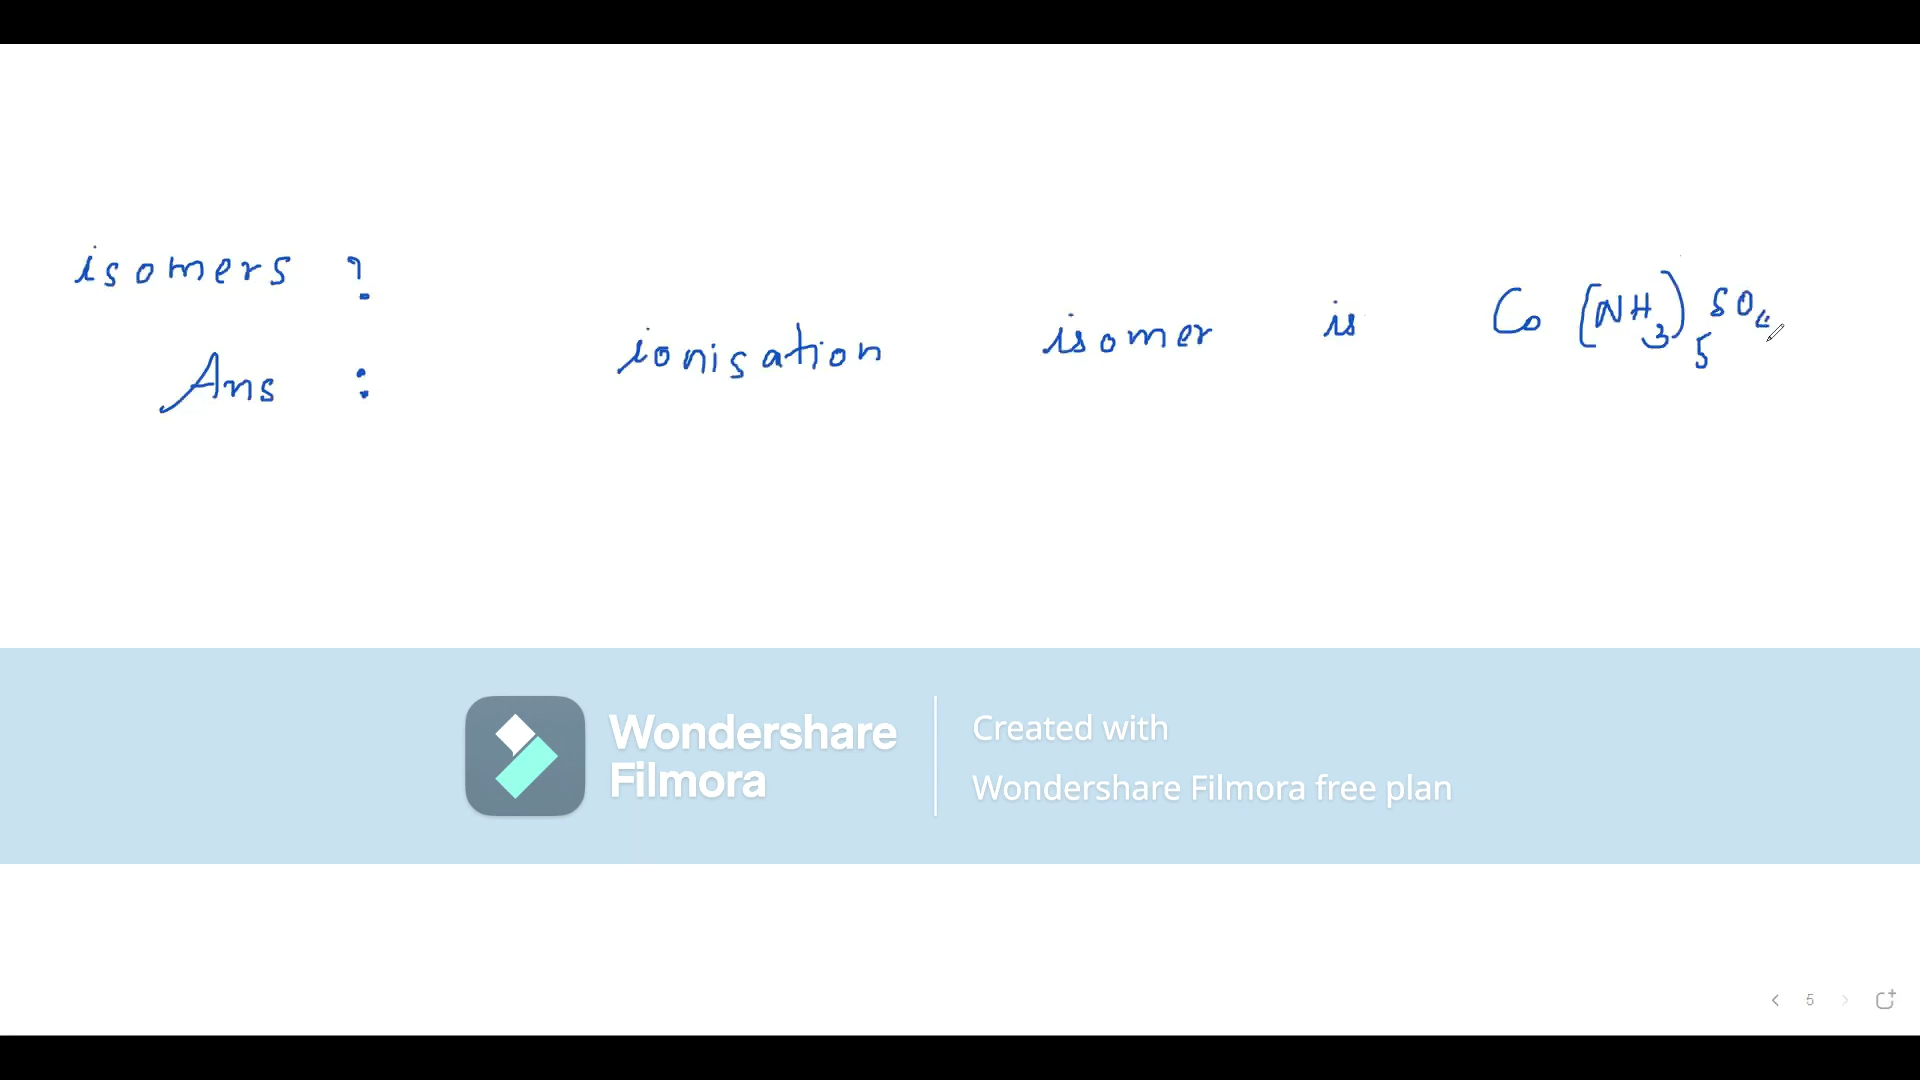 isomers ?
Ans : ionisation isomer is Co (NH3)5 SO4
Wondershare Filmora
Created with
Wondershare Filmora free plan
5